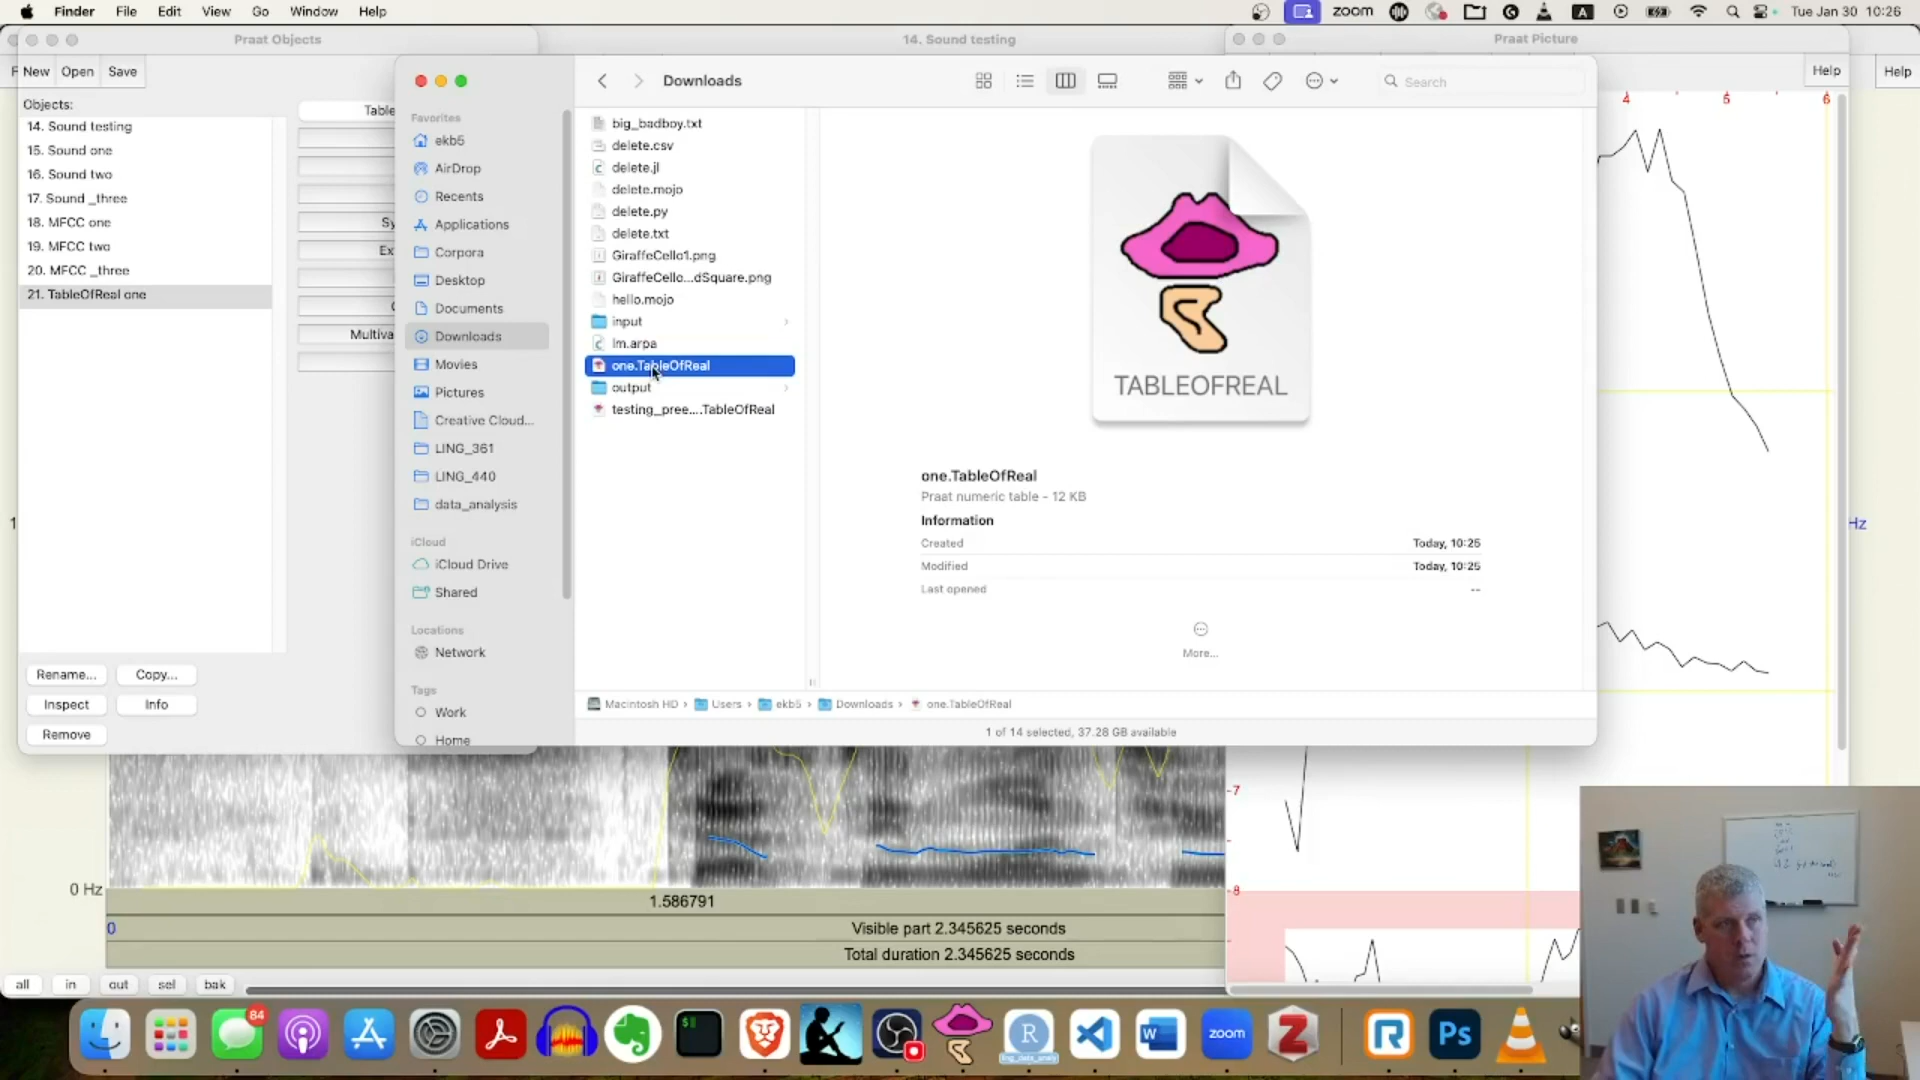 Finder File Edit View Go Window Help
zoom A Tue Jan 30 10:26
Praat Objects
14. Sound testing
Praat Picture
New Open Save
Help
Help
Objects:
14. Sound testing
15. Sound one
16. Sound two
17. Sound _three
18. MFCC one
19. MFCC two
20. MFCC _three
21. TableOfReal one
Table
Sy
Ex
Multiva
Rename... Copy...
Inspect Info
Remove
Downloads
Search
Favorites
ekb5
AirDrop
Recents
Applications
Corpora
Desktop
Documents
Downloads
Movies
Pictures
Creative Cloud...
LING_361
LING_440
data_analysis
iCloud
iCloud Drive
Shared
Locations
Network
Tags
Work
Home
big_badboy.txt
delete.csv
delete.jl
delete.mojo
delete.py
delete.txt
GiraffeCello1.png
GiraffeCello...dSquare.png
hello.mojo
input
lm.arpa
one.TableOfReal
output
testing_pree....TableOfReal
TABLEOFREAL
one.TableOfReal
Praat numeric table - 12 KB
Information
Created Today, 10:25
Modified Today, 10:25
Last opened --
More...
Macintosh HD › Users › ekb5 › Downloads › one.TableOfReal
1 of 14 selected, 37.28 GB available
4 5 6
Hz
-7
-8
0 Hz
1.586791
0
Visible part 2.345625 seconds
Total duration 2.345625 seconds
all in out sel bak
84
$
R
W
zoom
Z
R
Ps